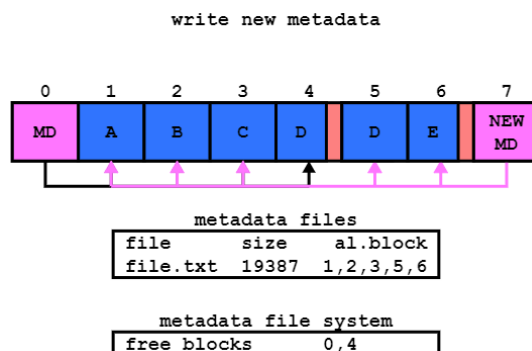 write new metadata
0 1 2 3 4 5 6 7
MD A B C D D E NEW MD
metadata files
file size al.block
file.txt 19387 1,2,3,5,6
metadata file system
free blocks 0,4